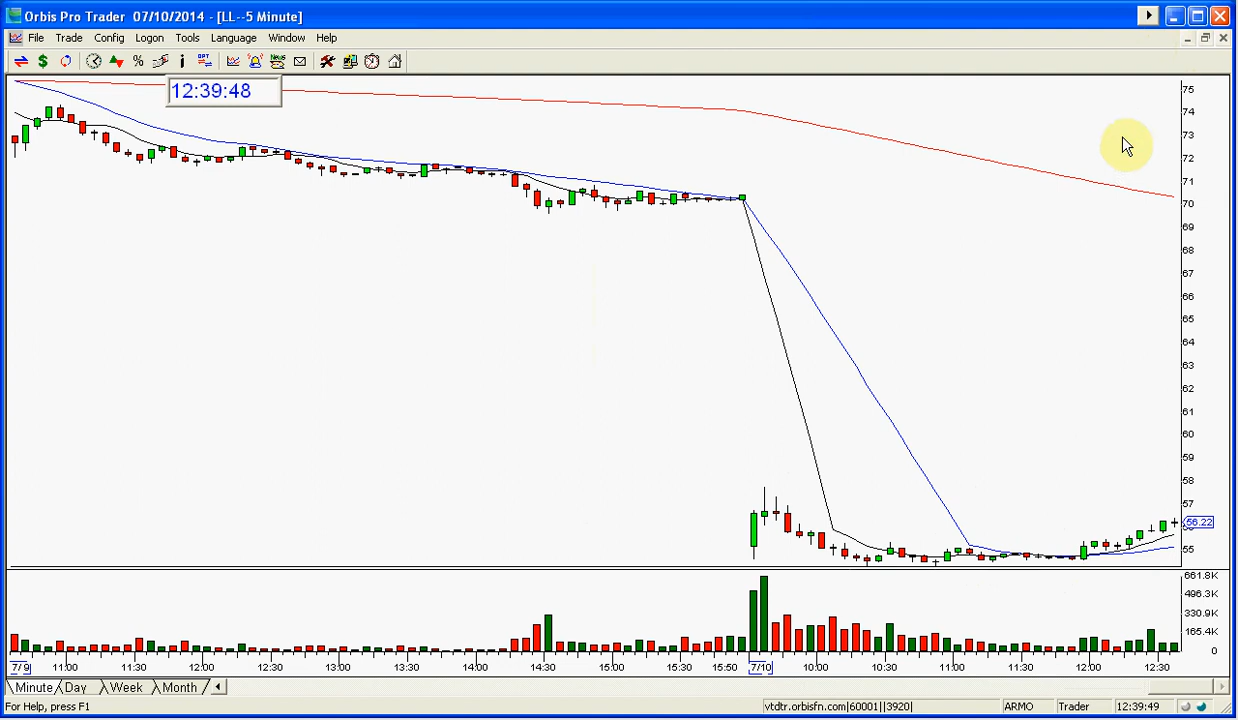 Orbis Pro Trader 07/10/2014 - [LL--5 Minute]
File Trade Config Logon Tools Language Window Help
12:39:48
75
74
73
72
71
70
69
68
67
66
65
64
63
62
61
60
59
58
57
56.22
55
661.8K
496.3K
330.9K
165.4K
0
7/9 11:00 11:30 12:00 12:30 13:00 13:30 14:00 14:30 15:00 15:30 15:50 7/10 10:00 10:30 11:00 11:30 12:00 12:30
Minute Day Week Month
For Help, press F1 vtdtr.orbisfn.com|60001||3920| ARMO Trader 12:39:49